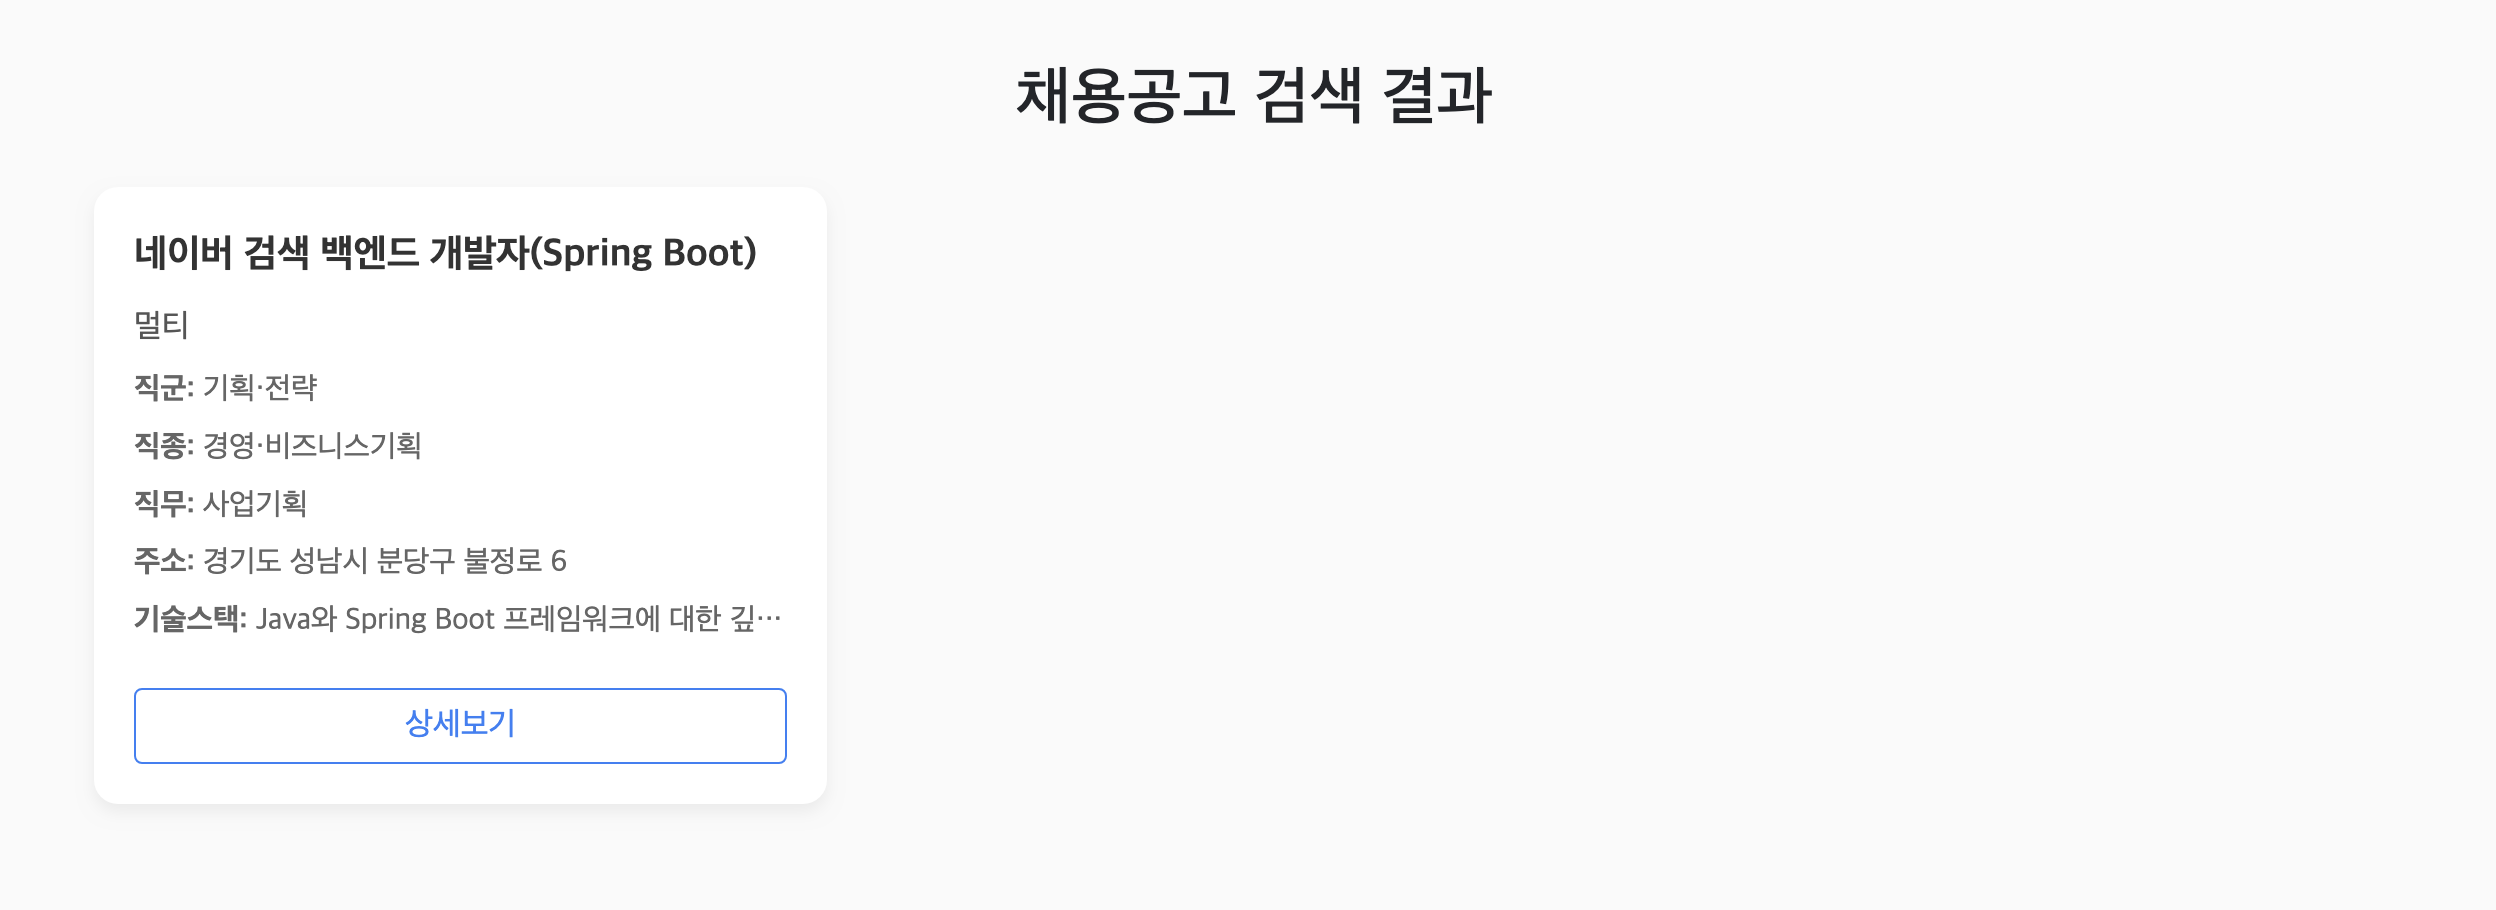 채용공고 검색 결과
네이버 검색 백엔드 개발자(Spring Boot)
멀티
직군: 기획·전략
직종: 경영·비즈니스기획
직무: 사업기획
주소: 경기도 성남시 분당구 불정로 6
기술스택: Java와 Spring Boot 프레임워크에 대한 깊…
상세보기